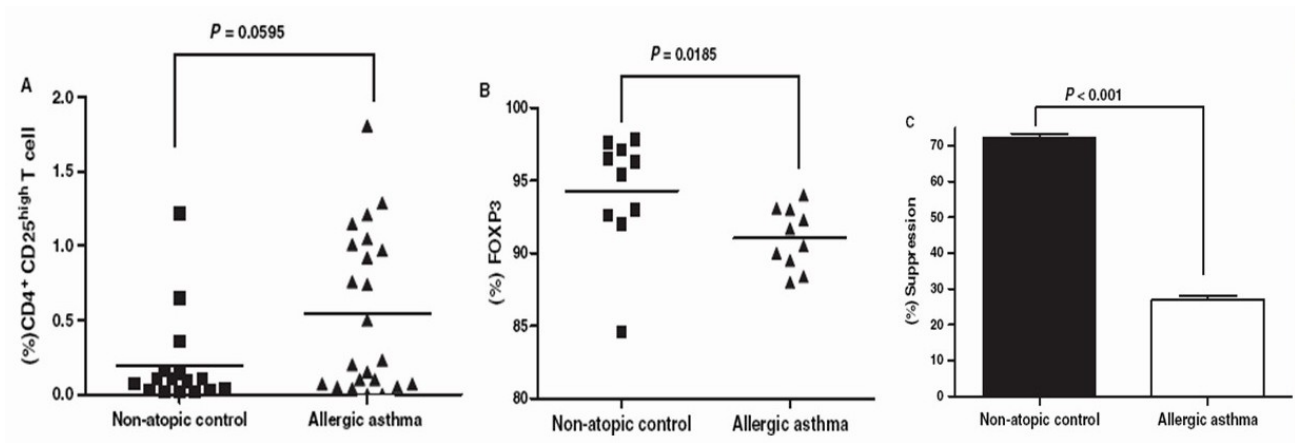 A
P = 0.0595
(%)CD4+ CD25high T cell
2.0
1.5
1.0
0.5
0.0
Non-atopic control
Allergic asthma
B
P = 0.0185
(%) FOXP3
100
95
90
85
80
Non-atopic control
Allergic asthma
C
P < 0.001
(%) Suppression
70
60
50
40
30
20
10
0
Non-atopic control
Allergic asthma